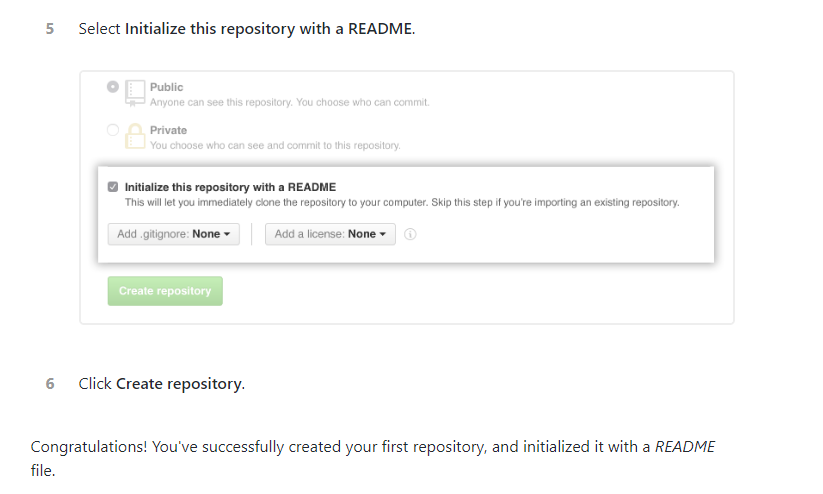 5 Select Initialize this repository with a README.
Public
Anyone can see this repository. You choose who can commit.
Private
You choose who can see and commit to this repository.
Initialize this repository with a README
This will let you immediately clone the repository to your computer. Skip this step if you're importing an existing repository.
Add .gitignore: None Add a license: None
Create repository
6 Click Create repository.
Congratulations! You've successfully created your first repository, and initialized it with a README
file.